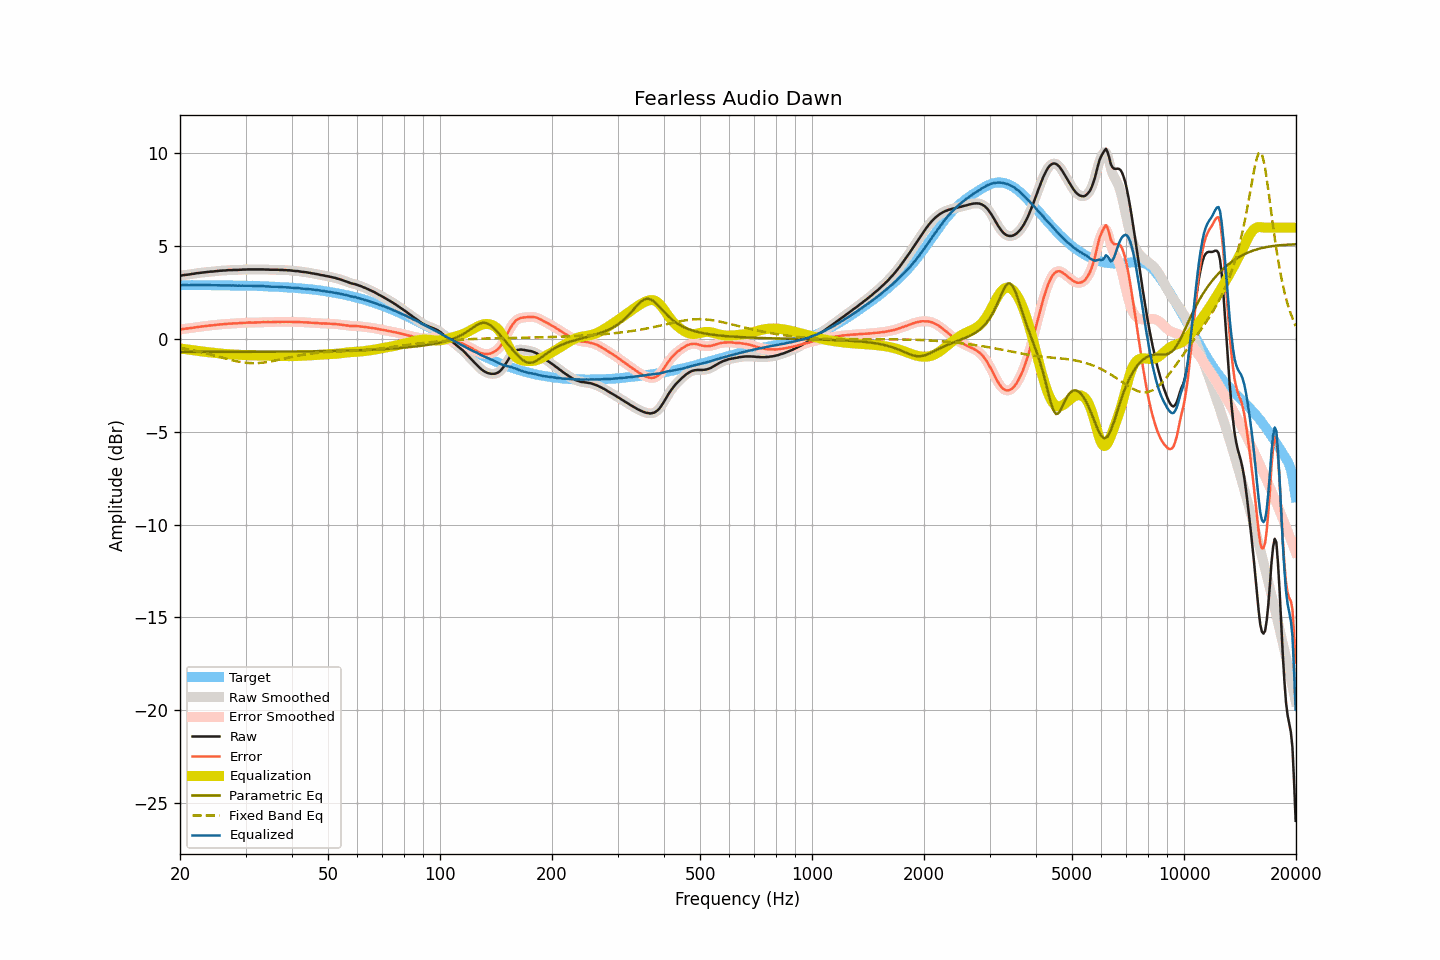 Fearless Audio Dawn
10
5
0
−5
−10
−15
−20
−25
Amplitude (dBr)
Target
Raw Smoothed
Error Smoothed
Raw
Error
Equalization
Parametric Eq
Fixed Band Eq
Equalized
20 50 100 200 500 1000 2000 5000 10000 20000
Frequency (Hz)